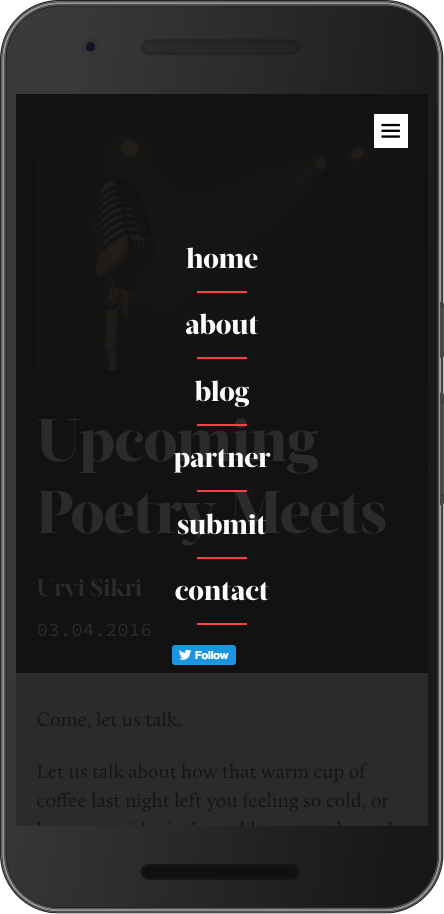 home
about
blog
partner
submit
contact
Follow
Upcoming
Poetry Meets
Urvi Sikri
03.04.2016
Come, let us talk.
Let us talk about how that warm cup of
coffee last night left you feeling so cold, or